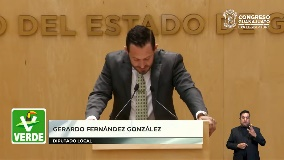 DEL ESTADO DE G
CONGRESO
GUANAJUATO
VERDE
GERARDO FERNÁNDEZ GONZÁLEZ
DIPUTADO LOCAL